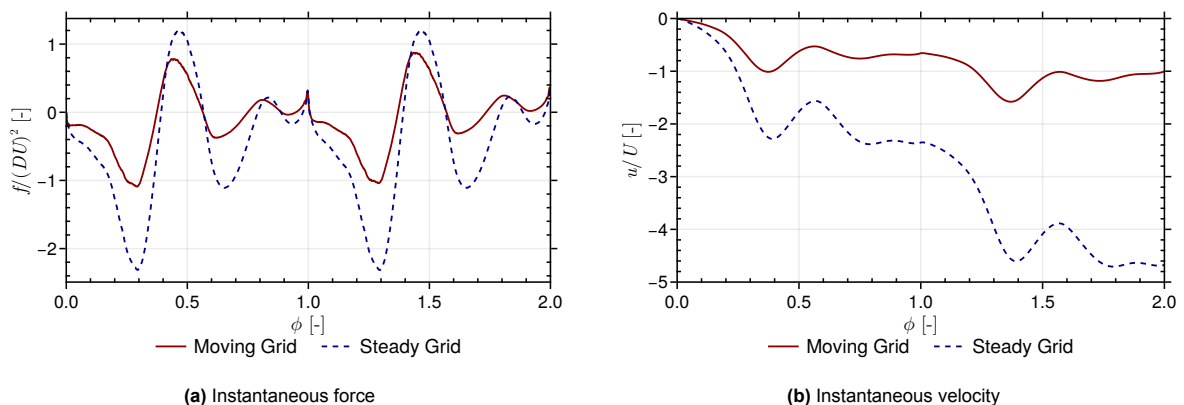 f/(DU)² [-]
1
0
−1
−2
0.0
0.5
1.0
1.5
2.0
ϕ [-]
Moving Grid
Steady Grid
(a) Instantaneous force
u/U [-]
0
−1
−2
−3
−4
−5
0.0
0.5
1.0
1.5
2.0
ϕ [-]
Moving Grid
Steady Grid
(b) Instantaneous velocity